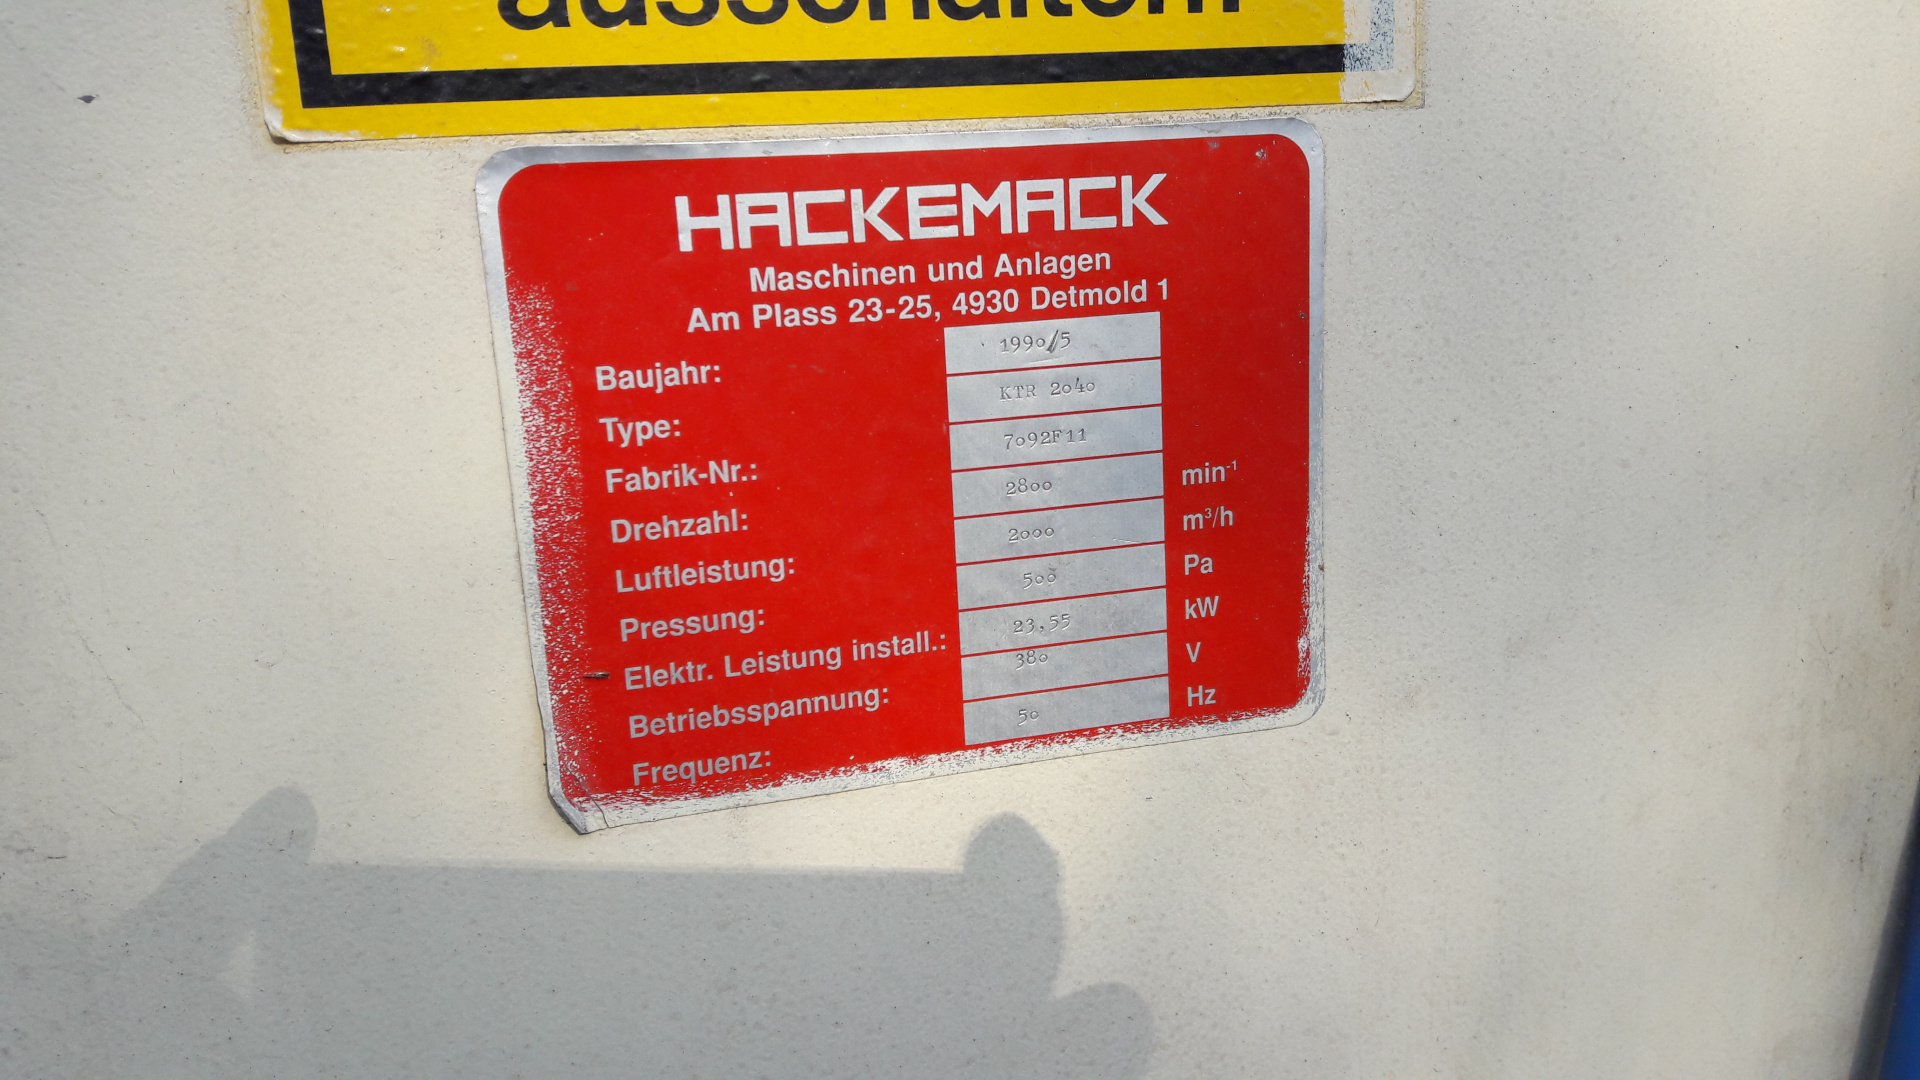 ausschalten!
HACKEMACK
Maschinen und Anlagen
Am Plass 23-25, 4930 Detmold 1
Baujahr: 1990/5
Type: KTR 2040
Fabrik-Nr.: 7092F11
Drehzahl: 2800 min⁻¹
Luftleistung: 2000 m³/h
Pressung: 500 Pa
Elektr. Leistung install.: 23,55 kW
Betriebsspannung: 380 V
Frequenz: 50 Hz